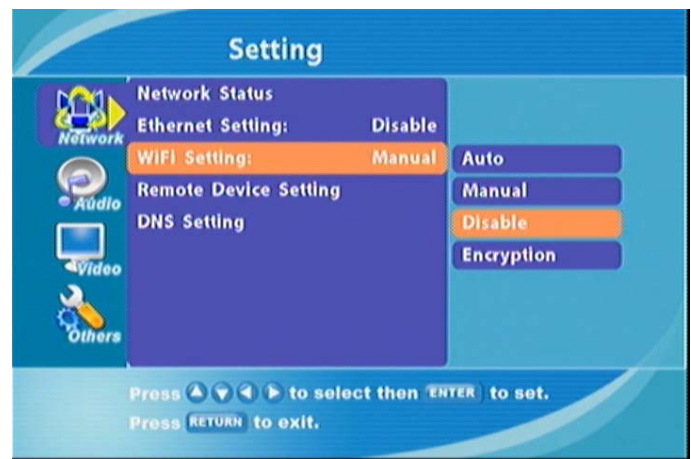 Setting
Network
Network Status
Ethernet Setting: Disable
WiFi Setting: Manual
Remote Device Setting
DNS Setting
Auto
Manual
Disable
Encryption
Audio
Video
Others
Press to select then ENTER to set.
Press RETURN to exit.